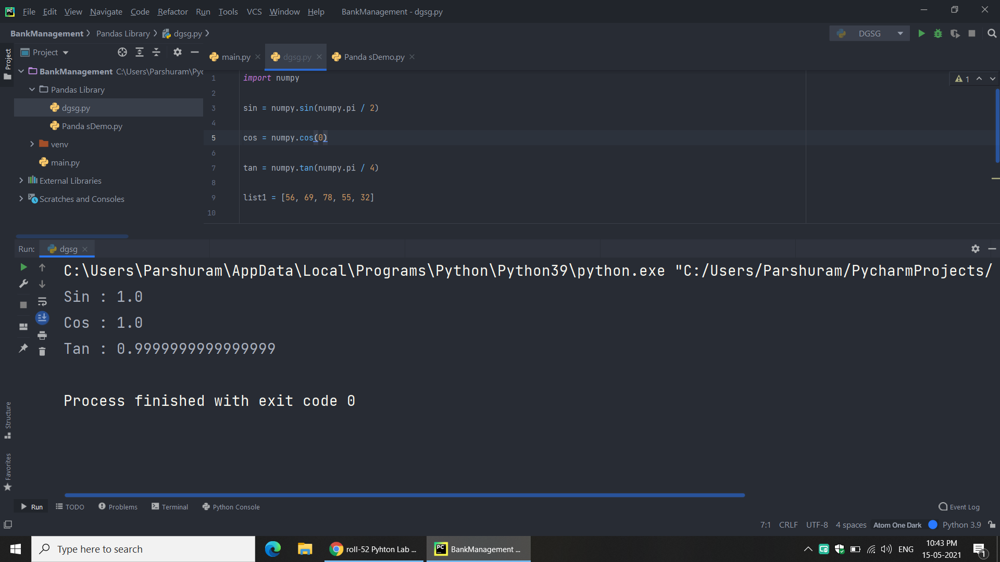 PC File Edit View Navigate Code Refactor Run Tools VCS Window Help BankManagement - dgsg.py
BankManagement Pandas Library dgsg.py DGSG
Project
Project
main.py dgsg.py Panda sDemo.py
BankManagement C:\Users\Parshuram\Pyc
Pandas Library
dgsg.py
Panda sDemo.py
venv
main.py
External Libraries
Scratches and Consoles
1 import numpy
2
3 sin = numpy.sin(numpy.pi / 2)
4
5 cos = numpy.cos(0)
6
7 tan = numpy.tan(numpy.pi / 4)
8
9 list1 = [56, 69, 78, 55, 32]
10
1
Run: dgsg
C:\Users\Parshuram\AppData\Local\Programs\Python\Python39\python.exe "C:/Users/Parshuram/PycharmProjects/
Sin : 1.0
Cos : 1.0
Tan : 0.9999999999999999
Process finished with exit code 0
Structure
Favorites
Run TODO Problems Terminal Python Console Event Log
7:1 CRLF UTF-8 4 spaces Atom One Dark Python 3.9
Type here to search
roll-52 Pyhton Lab ...
PC BankManagement ...
ENG
10:43 PM
15-05-2021
1